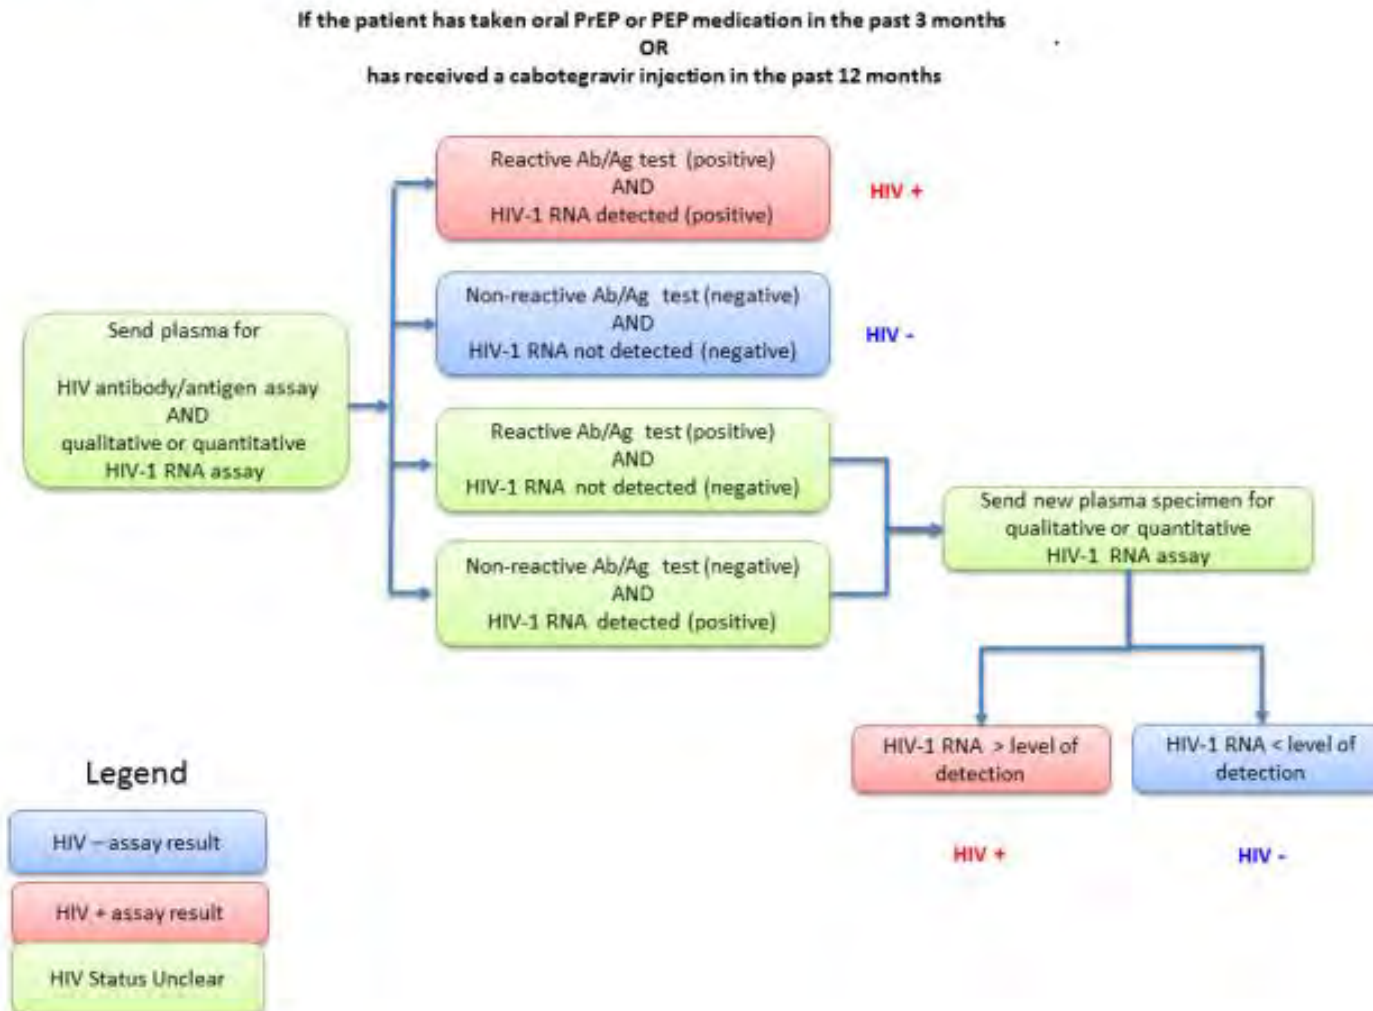 If the patient has taken oral PrEP or PEP medication in the past 3 months
OR
has received a cabotegravir injection in the past 12 months
Send plasma for
HIV antibody/antigen assay
AND
qualitative or quantitative
HIV-1 RNA assay
Reactive Ab/Ag test (positive)
AND
HIV-1 RNA detected (positive)
HIV +
Non-reactive Ab/Ag test (negative)
AND
HIV-1 RNA not detected (negative)
HIV -
Reactive Ab/Ag test (positive)
AND
HIV-1 RNA not detected (negative)
Non-reactive Ab/Ag test (negative)
AND
HIV-1 RNA detected (positive)
Send new plasma specimen for
qualitative or quantitative
HIV-1 RNA assay
HIV-1 RNA > level of
detection
HIV +
HIV-1 RNA < level of
detection
HIV -
Legend
HIV – assay result
HIV + assay result
HIV Status Unclear